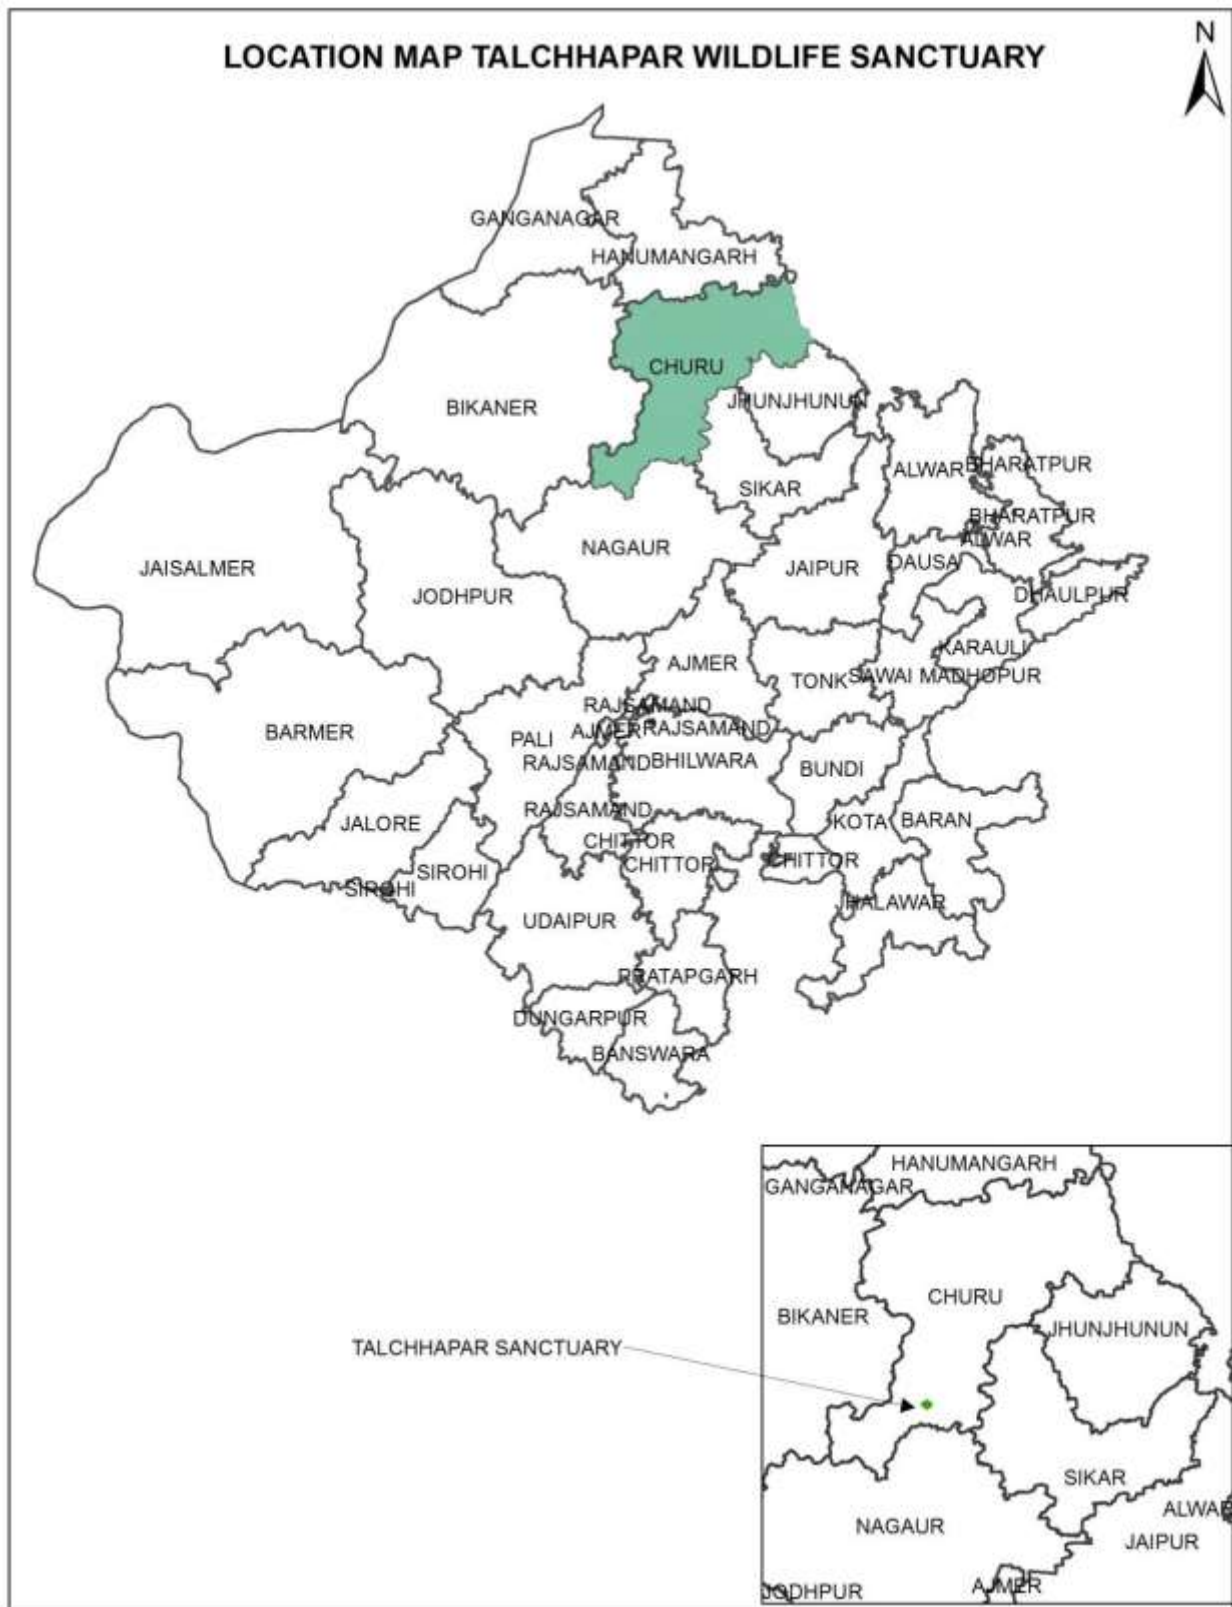 N
LOCATION MAP TALCHHAPAR WILDLIFE SANCTUARY
GANGANAGAR
HANUMANGARH
CHURU
BIKANER
JHUNJHUNUN
ALWAR
BHARATPUR
SIKAR
BHARATPUR
ALWAR
NAGAUR
JAISALMER
JAIPUR
DAUSA
JODHPUR
DHAULPUR
KARAULI
AJMER
TONK
SAWAI MADHOPUR
RAJSAMAND
BARMER
PALI
AJMER
RAJSAMAND
RAJSAMAND
BHILWARA
BUNDI
RAJSAMAND
JALORE
KOTA
BARAN
CHITTOR
CHITTOR
CHITTOR
SIROHI
SIROHI
JHALAWAR
UDAIPUR
PRATAPGARH
DUNGARPUR
BANSWARA
HANUMANGARH
GANGANAGAR
CHURU
BIKANER
JHUNJHUNUN
TALCHHAPAR SANCTUARY
SIKAR
ALWAR
NAGAUR
JAIPUR
JODHPUR
AJMER